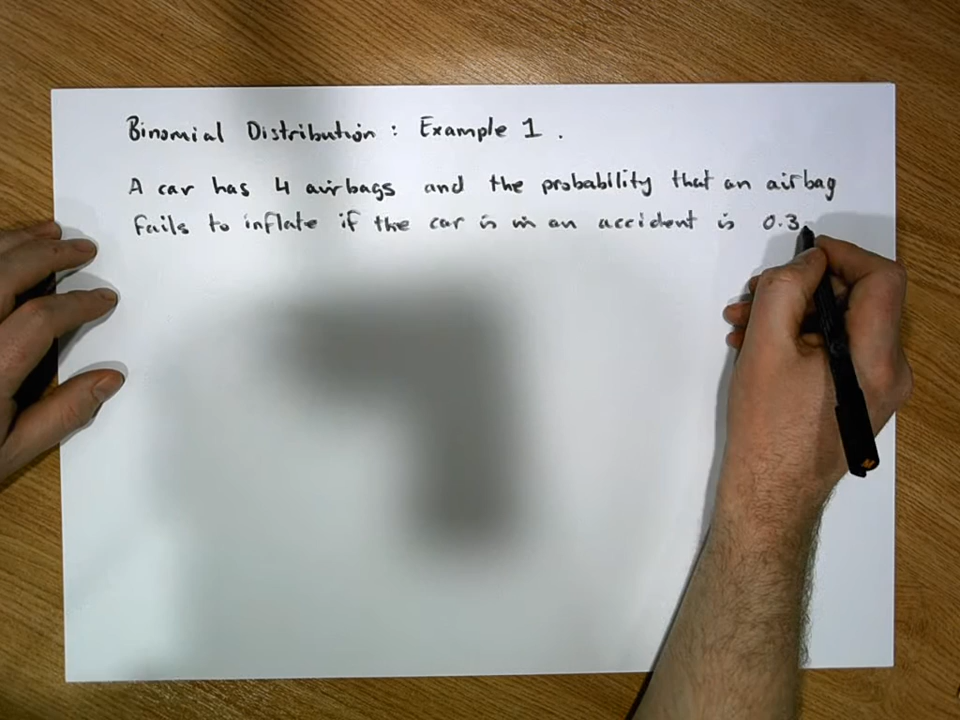 Binomial Distribution : Example 1 .
A car has 4 airbags and the probability that an airbag
fails to inflate if the car is in an accident is 0.3